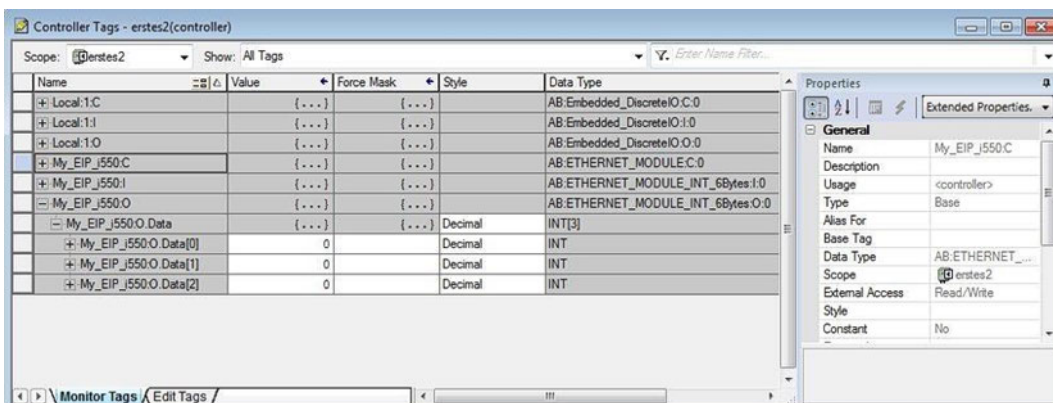 Controller Tags - erstes2(controller)
Scope: erstes2 Show: All Tags Enter Name Filter...
Name Value Force Mask Style Data Type
Local:1:C {...} {...} AB:Embedded_DiscreteIO:C:0
Local:1:I {...} {...} AB:Embedded_DiscreteIO:I:0
Local:1:O {...} {...} AB:Embedded_DiscreteIO:O:0
My_EIP_i550:C {...} {...} AB:ETHERNET_MODULE:C:0
My_EIP_i550:I {...} {...} AB:ETHERNET_MODULE_INT_6Bytes:I:0
My_EIP_i550:O {...} {...} AB:ETHERNET_MODULE_INT_6Bytes:O:0
My_EIP_i550:O.Data {...} {...} Decimal INT[3]
My_EIP_i550:O.Data[0] 0 Decimal INT
My_EIP_i550:O.Data[1] 0 Decimal INT
My_EIP_i550:O.Data[2] 0 Decimal INT
Monitor Tags Edit Tags
Properties
Extended Properties.
General
Name My_EIP_i550:C
Description
Usage <controller>
Type Base
Alias For
Base Tag
Data Type AB:ETHERNET_...
Scope erstes2
External Access Read/Write
Style
Constant No